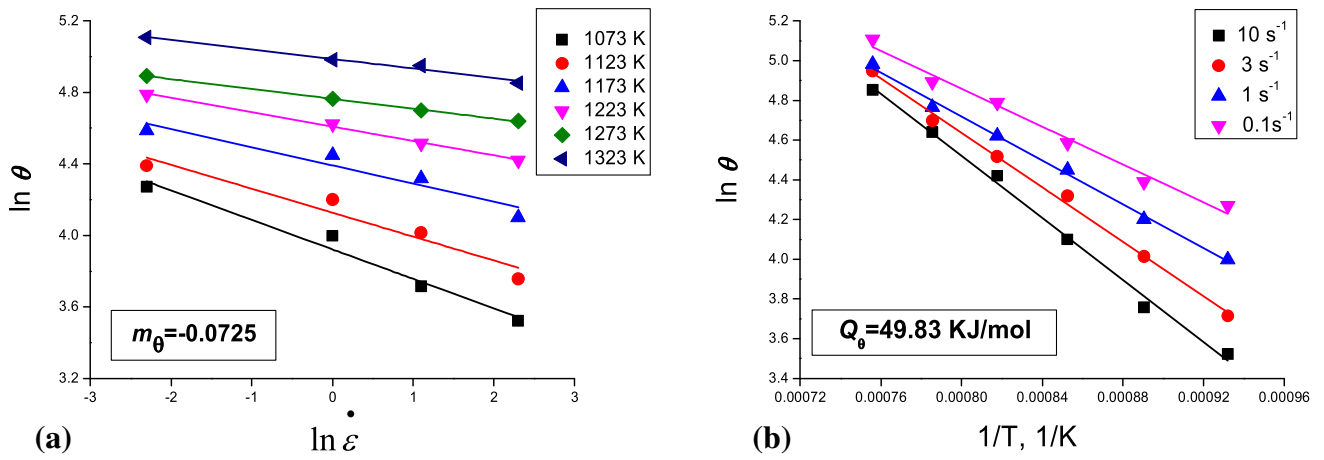 5.2
4.8
4.4
4.0
3.6
3.2
ln θ
-3 -2 -1 0 1 2 3
ln ε̇
1073 K
1123 K
1173 K
1223 K
1273 K
1323 K
mθ=-0.0725
(a)
5.2
5.0
4.8
4.6
4.4
4.2
4.0
3.8
3.6
3.4
ln θ
0.00072 0.00076 0.00080 0.00084 0.00088 0.00092 0.00096
1/T, 1/K
10 s⁻¹
3 s⁻¹
1 s⁻¹
0.1s⁻¹
Qθ=49.83 KJ/mol
(b)